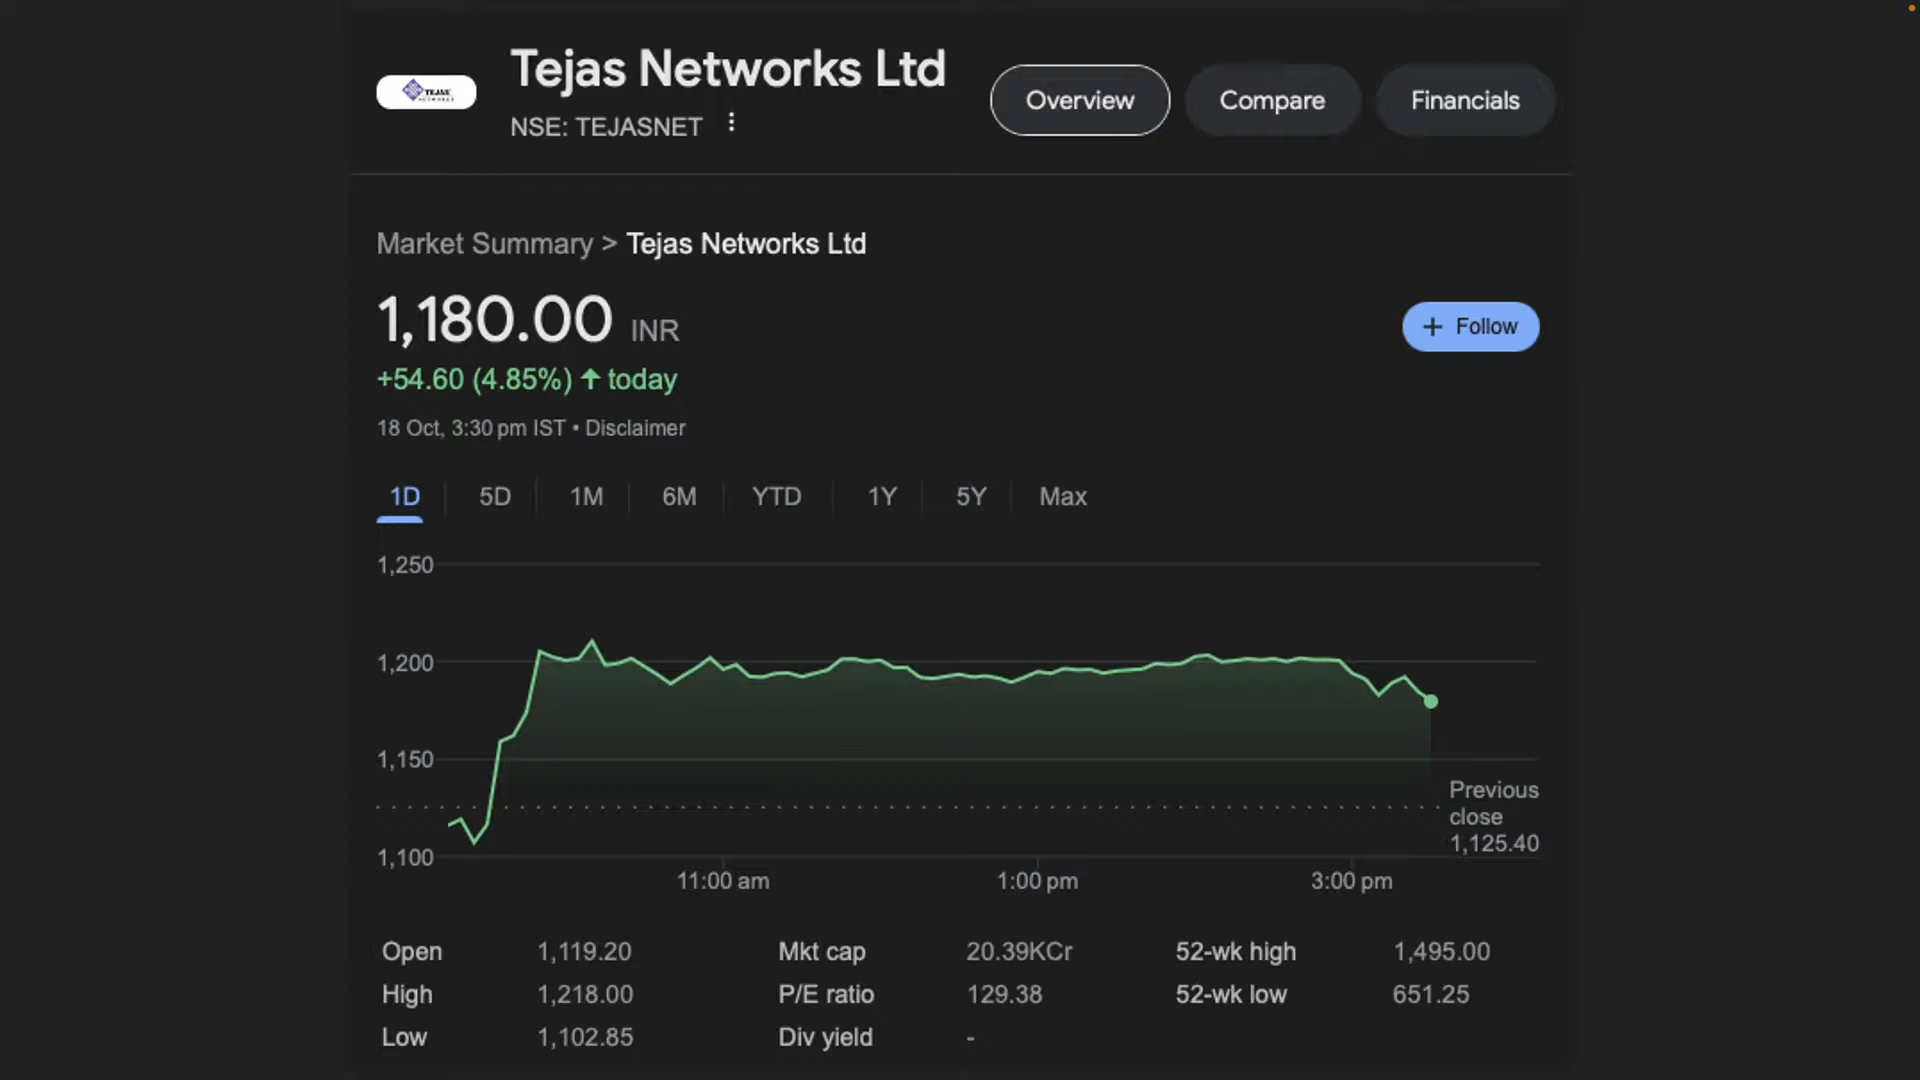 TEJAS
NETWORKS
Tejas Networks Ltd
NSE: TEJASNET
Overview
Compare
Financials
Market Summary > Tejas Networks Ltd
1,180.00 INR
+ Follow
+54.60 (4.85%) ↑ today
18 Oct, 3:30 pm IST • Disclaimer
1D 5D 1M 6M YTD 1Y 5Y Max
1,250
1,200
1,150
1,100
Previous
close
1,125.40
11:00 am 1:00 pm 3:00 pm
Open 1,119.20 Mkt cap 20.39KCr 52-wk high 1,495.00
High 1,218.00 P/E ratio 129.38 52-wk low 651.25
Low 1,102.85 Div yield -